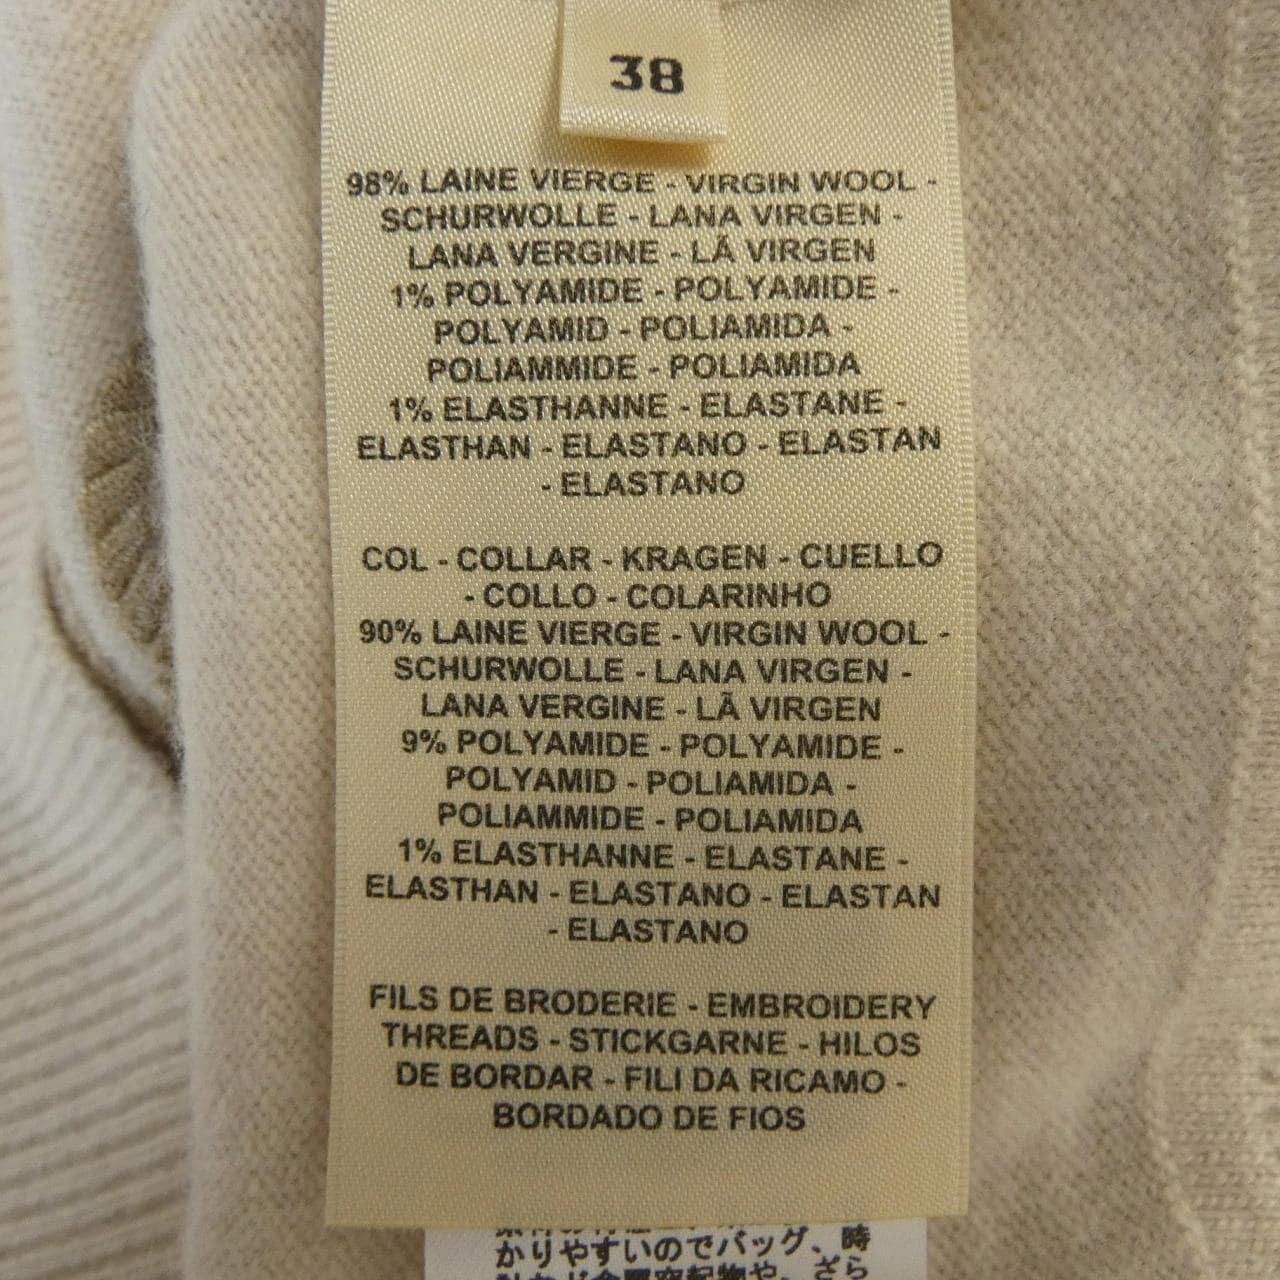 38
98% LAINE VIERGE - VIRGIN WOOL -
SCHURWOLLE - LANA VIRGEN -
LANA VERGINE - LÃ VIRGEN
1% POLYAMIDE - POLYAMIDE -
POLYAMID - POLIAMIDA -
POLIAMMIDE - POLIAMIDA
1% ELASTHANNE - ELASTANE -
ELASTHAN - ELASTANO - ELASTAN
- ELASTANO
COL - COLLAR - KRAGEN - CUELLO
- COLLO - COLARINHO
90% LAINE VIERGE - VIRGIN WOOL -
SCHURWOLLE - LANA VIRGEN -
LANA VERGINE - LÃ VIRGEN
9% POLYAMIDE - POLYAMIDE -
POLYAMID - POLIAMIDA -
POLIAMMIDE - POLIAMIDA
1% ELASTHANNE - ELASTANE -
ELASTHAN - ELASTANO - ELASTAN
- ELASTANO
FILS DE BRODERIE - EMBROIDERY
THREADS - STICKGARNE - HILOS
DE BORDAR - FILI DA RICAMO -
BORDADO DE FIOS
かりやすいのでバッグ、時